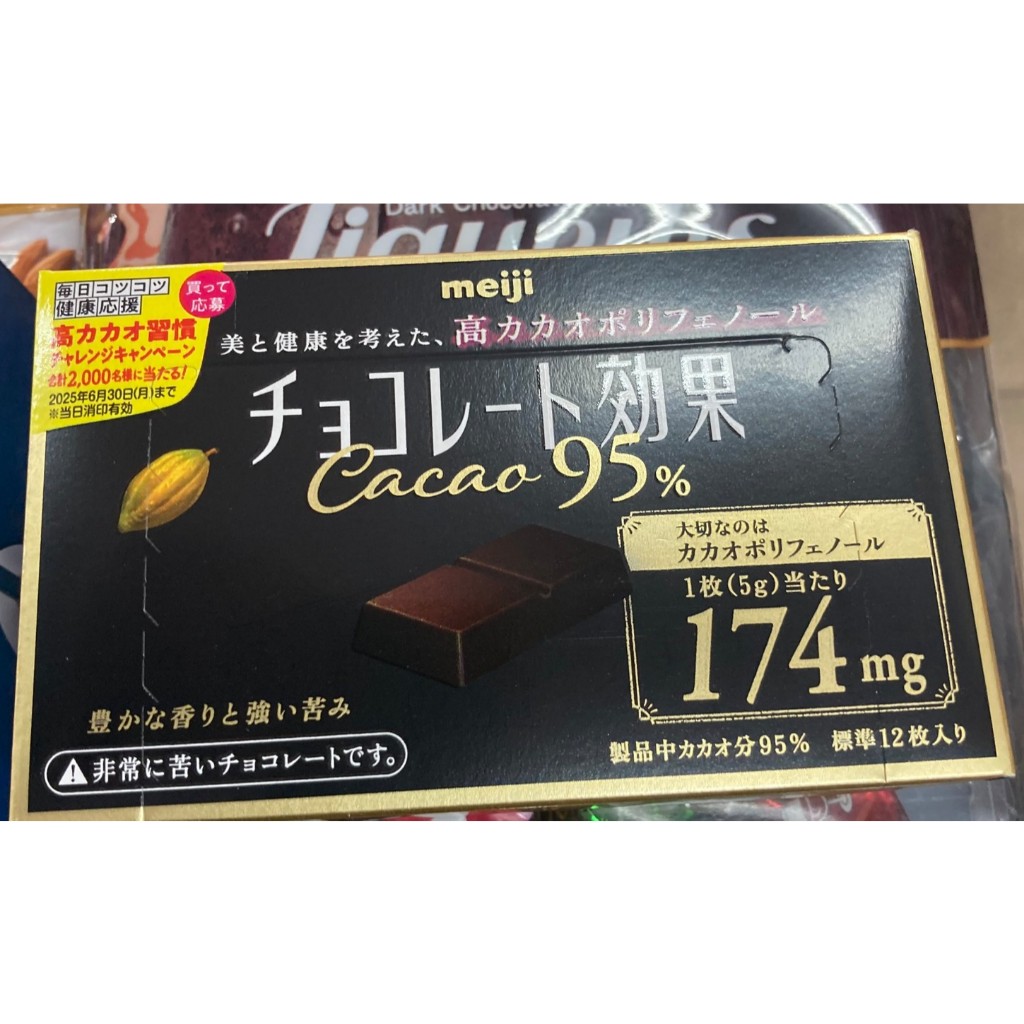 Dark Chocolate
meiji
毎日コツコツ
健康応援
買って
応募
高カカオ習慣
チャレンジキャンペーン
合計2,000名様に当たる!
2025年6月30日(月)まで
※当日消印有効
美と健康を考えた、高カカオポリフェノール
チョコレート効果
Cacao 95%
大切なのは
カカオポリフェノール
1枚(5g)当たり
174mg
豊かな香りと強い苦み
非常に苦いチョコレートです。
製品中カカオ分95% 標準12枚入り